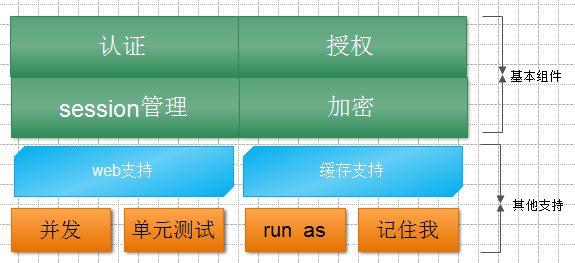 认证
授权
session管理
加密
基本组件
web支持
缓存支持
其他支持
并发
单元测试
run as
记住我